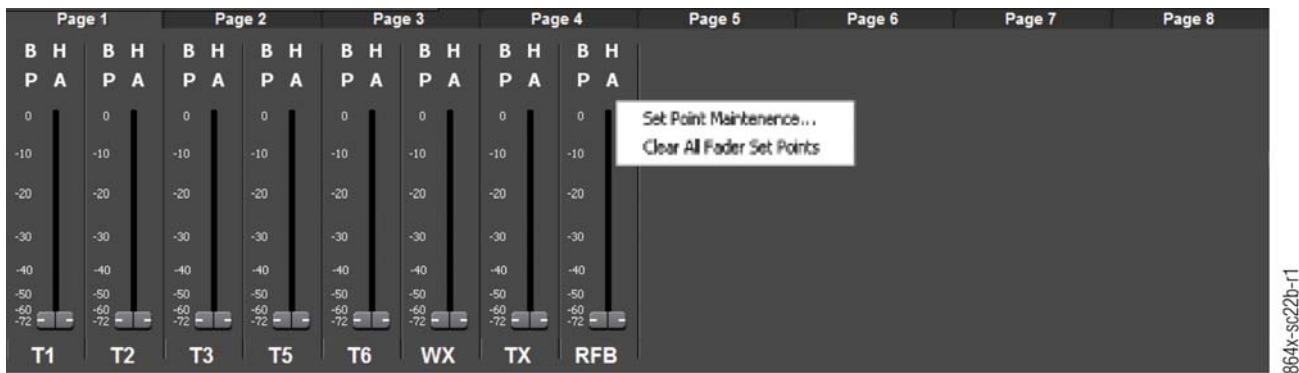 Page 1 Page 2 Page 3 Page 4 Page 5 Page 6 Page 7 Page 8
B H B H B H B H B H B H B H B H
P A P A P A P A P A P A P A P A
0 0 0 0 0 0 0 0
Set Point Maintenence...
-10 -10 -10 -10 -10 -10 -10 -10
Clear All Fader Set Points
-20 -20 -20 -20 -20 -20 -20 -20
-30 -30 -30 -30 -30 -30 -30 -30
-40 -40 -40 -40 -40 -40 -40 -40
-50 -50 -50 -50 -50 -50 -50 -50
-60 -60 -60 -60 -60 -60 -60 -60
-72 -72 -72 -72 -72 -72 -72 -72
T1 T2 T3 T5 T6 WX TX RFB
864x-sc22b-r1